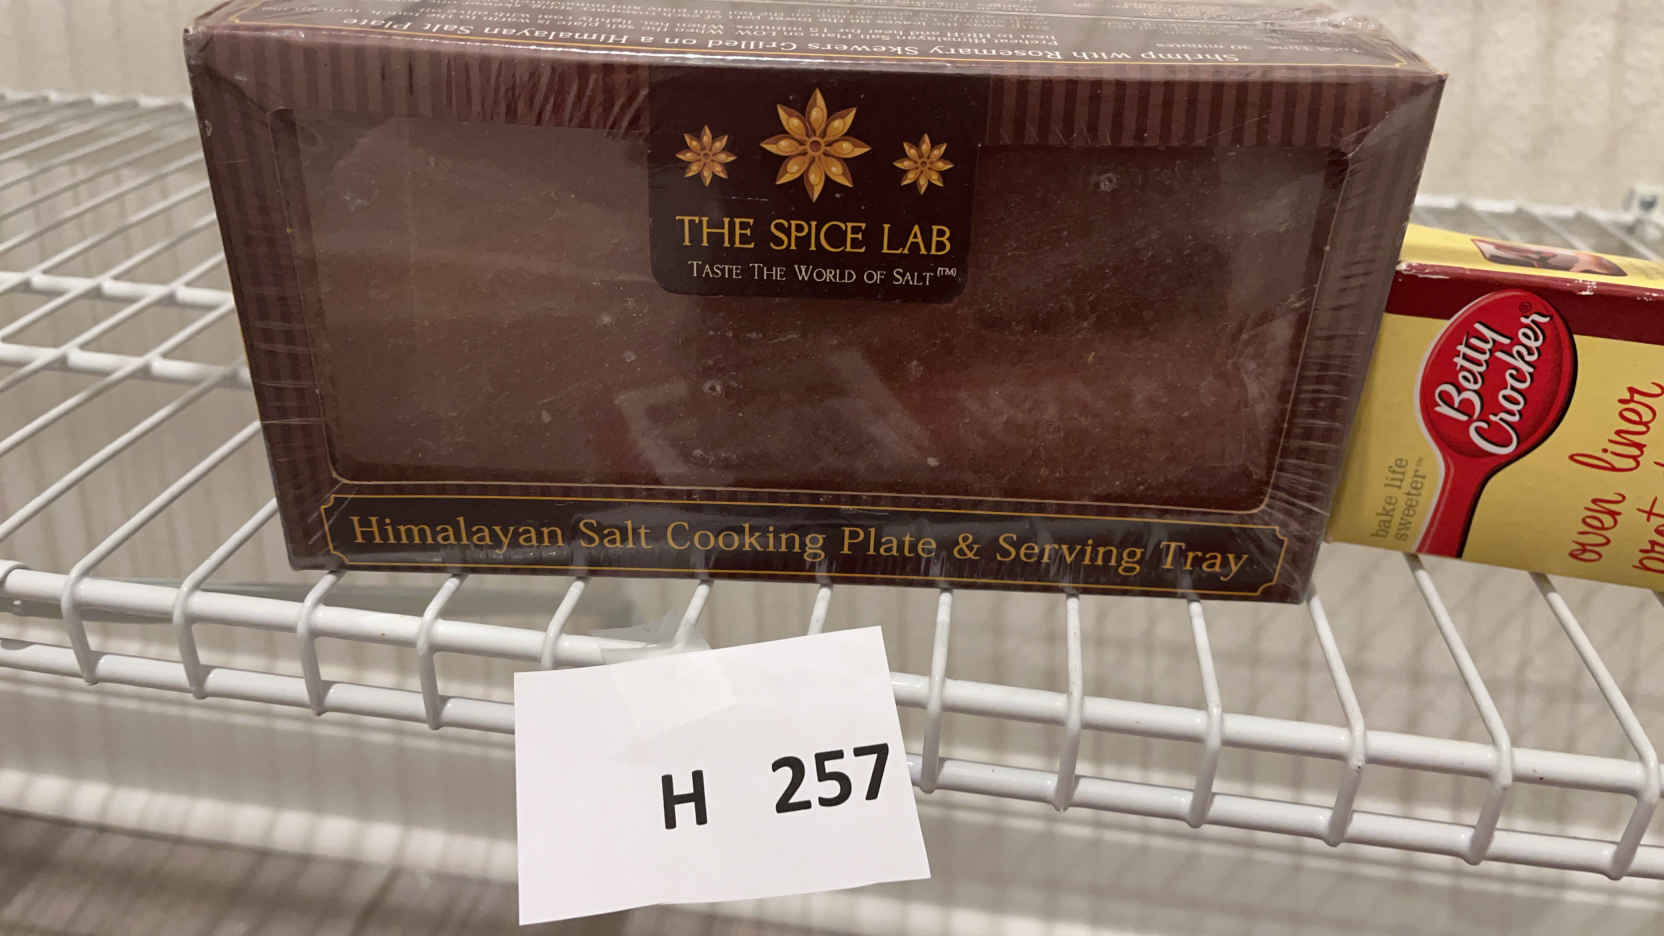 Shrimp with Rosemary Skewers Grilled on a Himalayan Salt Plate
THE SPICE LAB
TASTE THE WORLD OF SALT (TM)
Himalayan Salt Cooking Plate & Serving Tray
Betty
Crocker®
bake life
sweeter™
oven liner
H 257